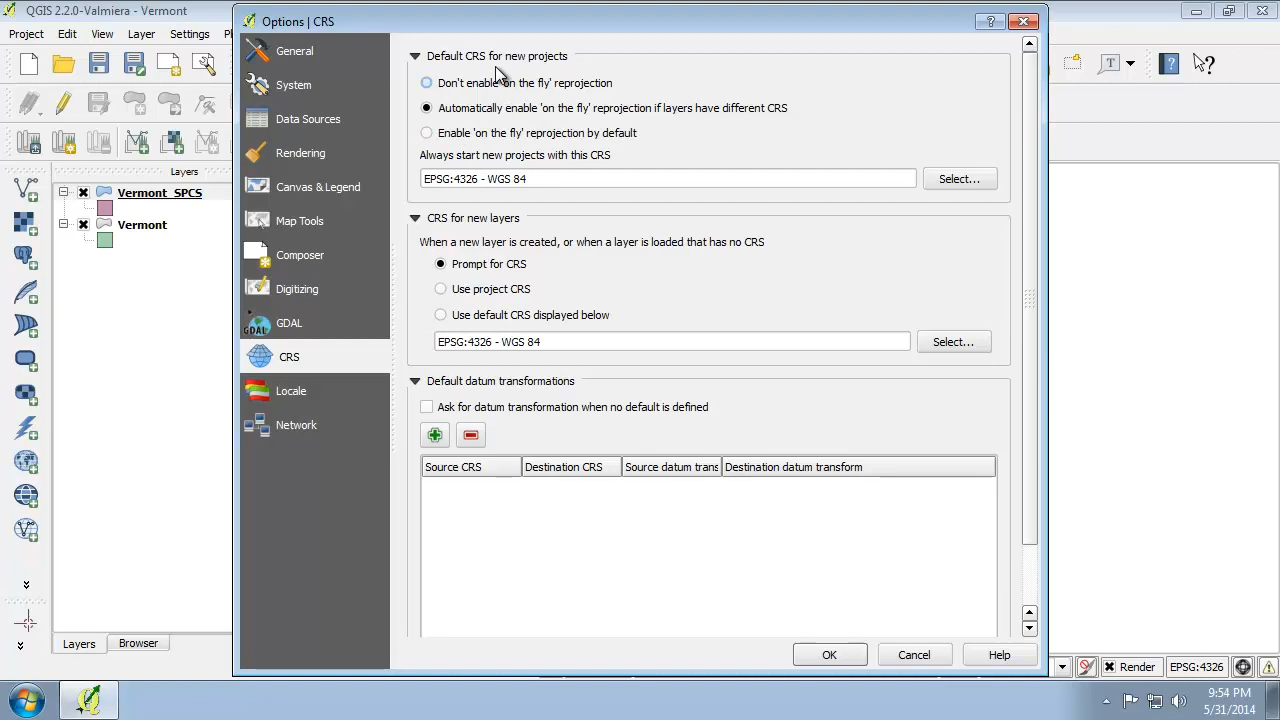 QGIS 2.2.0-Valmiera - Vermont
Options | CRS
Project Edit View Layer Settings
General
System
Data Sources
Rendering
Canvas & Legend
Map Tools
Composer
Digitizing
GDAL
GDAL
CRS
Locale
Network
Default CRS for new projects
Don't enable 'on the fly' reprojection
Automatically enable 'on the fly' reprojection if layers have different CRS
Enable 'on the fly' reprojection by default
Always start new projects with this CRS
EPSG:4326 - WGS 84
Select...
CRS for new layers
When a new layer is created, or when a layer is loaded that has no CRS
Prompt for CRS
Use project CRS
Use default CRS displayed below
EPSG:4326 - WGS 84
Select...
Default datum transformations
Ask for datum transformation when no default is defined
Source CRS Destination CRS Source datum trans Destination datum transform
OK Cancel Help
Layers
Vermont_SPCS
Vermont
Layers Browser
T
Render EPSG:4326
9:54 PM
5/31/2014